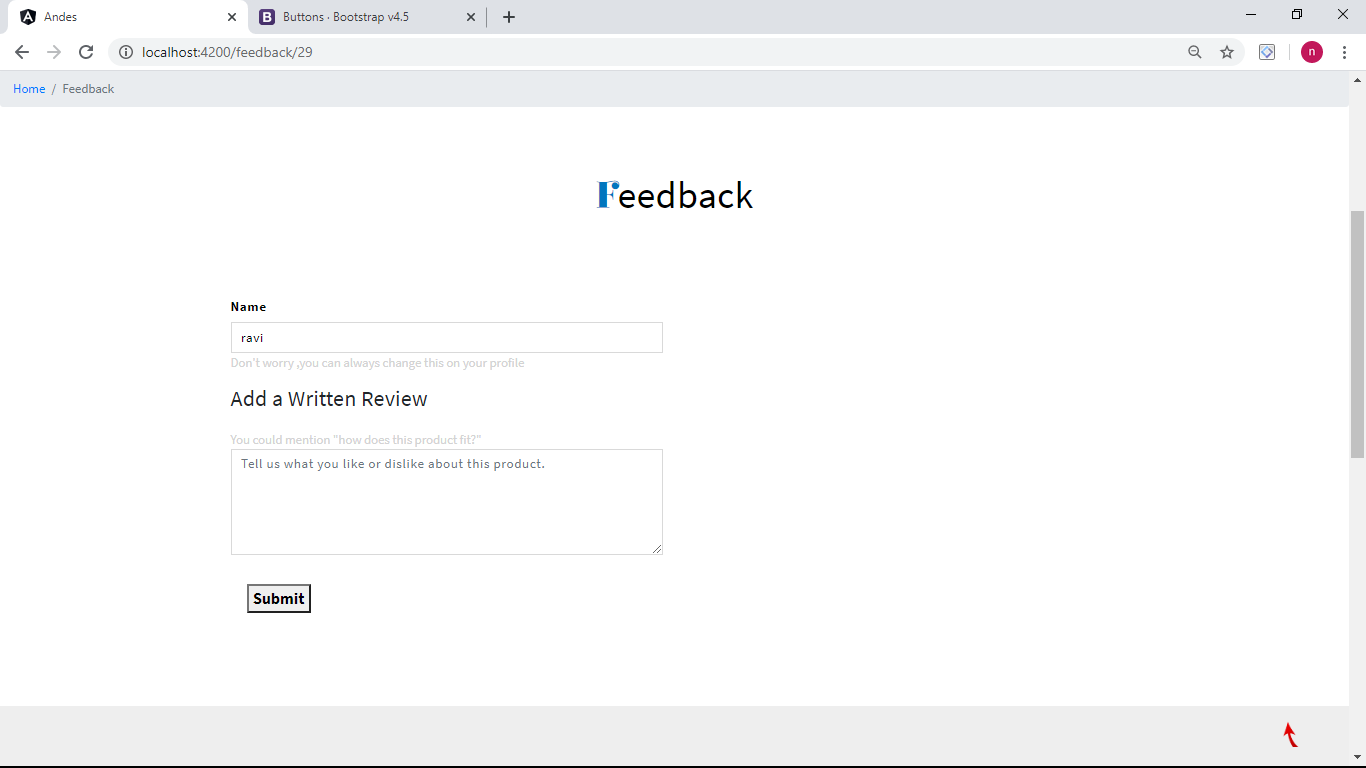 Andes
Buttons · Bootstrap v4.5
localhost:4200/feedback/29
n
Home / Feedback
Feedback
Name
ravi
Don't worry ,you can always change this on your profile
Add a Written Review
You could mention "how does this product fit?"
Tell us what you like or dislike about this product.
Submit